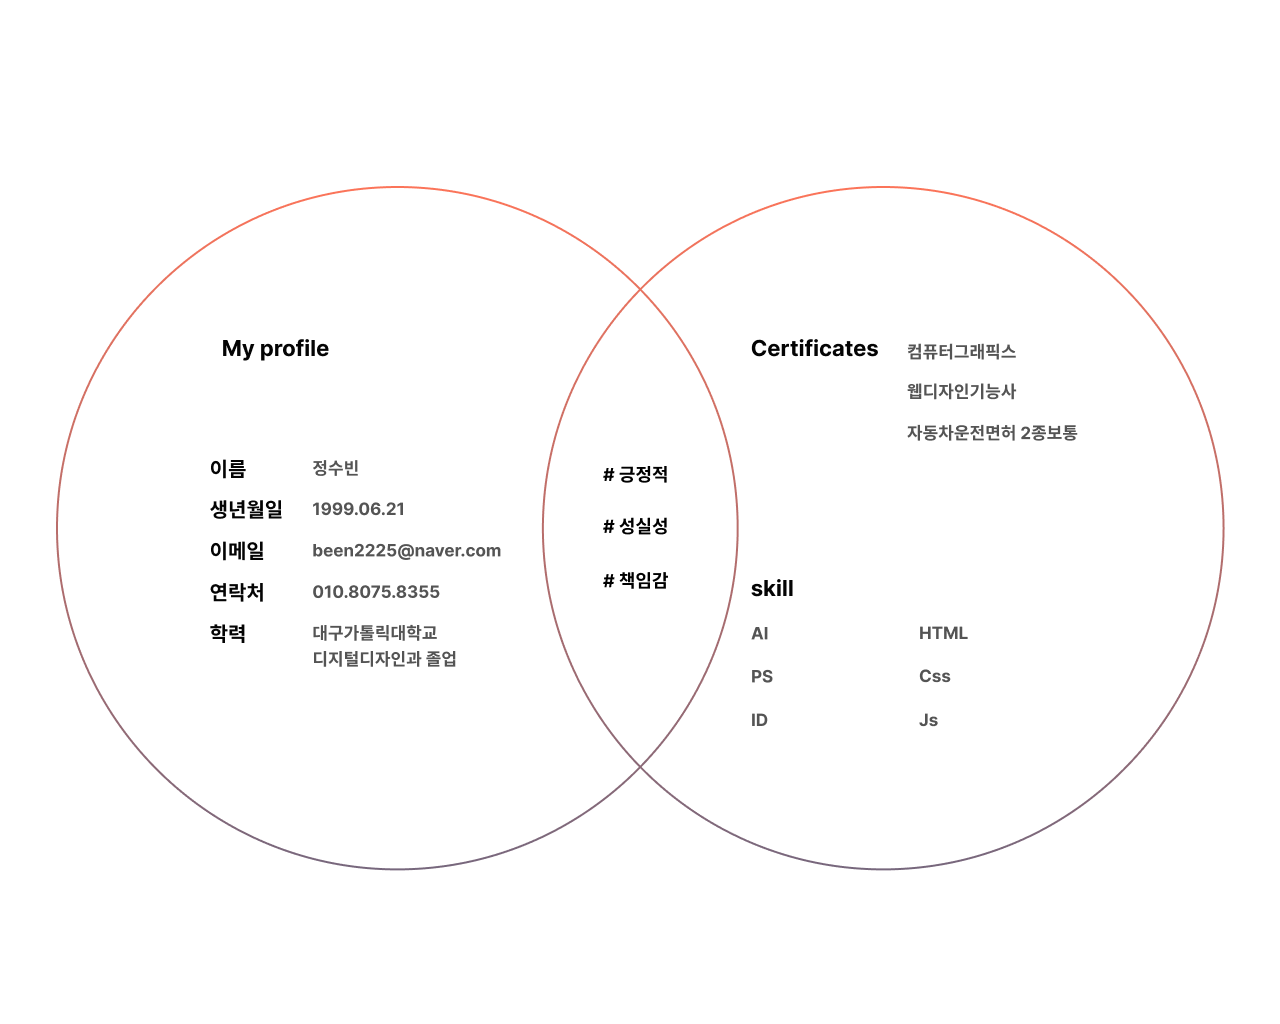 My profile
이름 정수빈
생년월일 1999.06.21
이메일 been2225@naver.com
연락처 010.8075.8355
학력 대구가톨릭대학교
디지털디자인과 졸업
# 긍정적
# 성실성
# 책임감
Certificates 컴퓨터그래픽스
웹디자인기능사
자동차운전면허 2종보통
skill
AI HTML
PS Css
ID Js